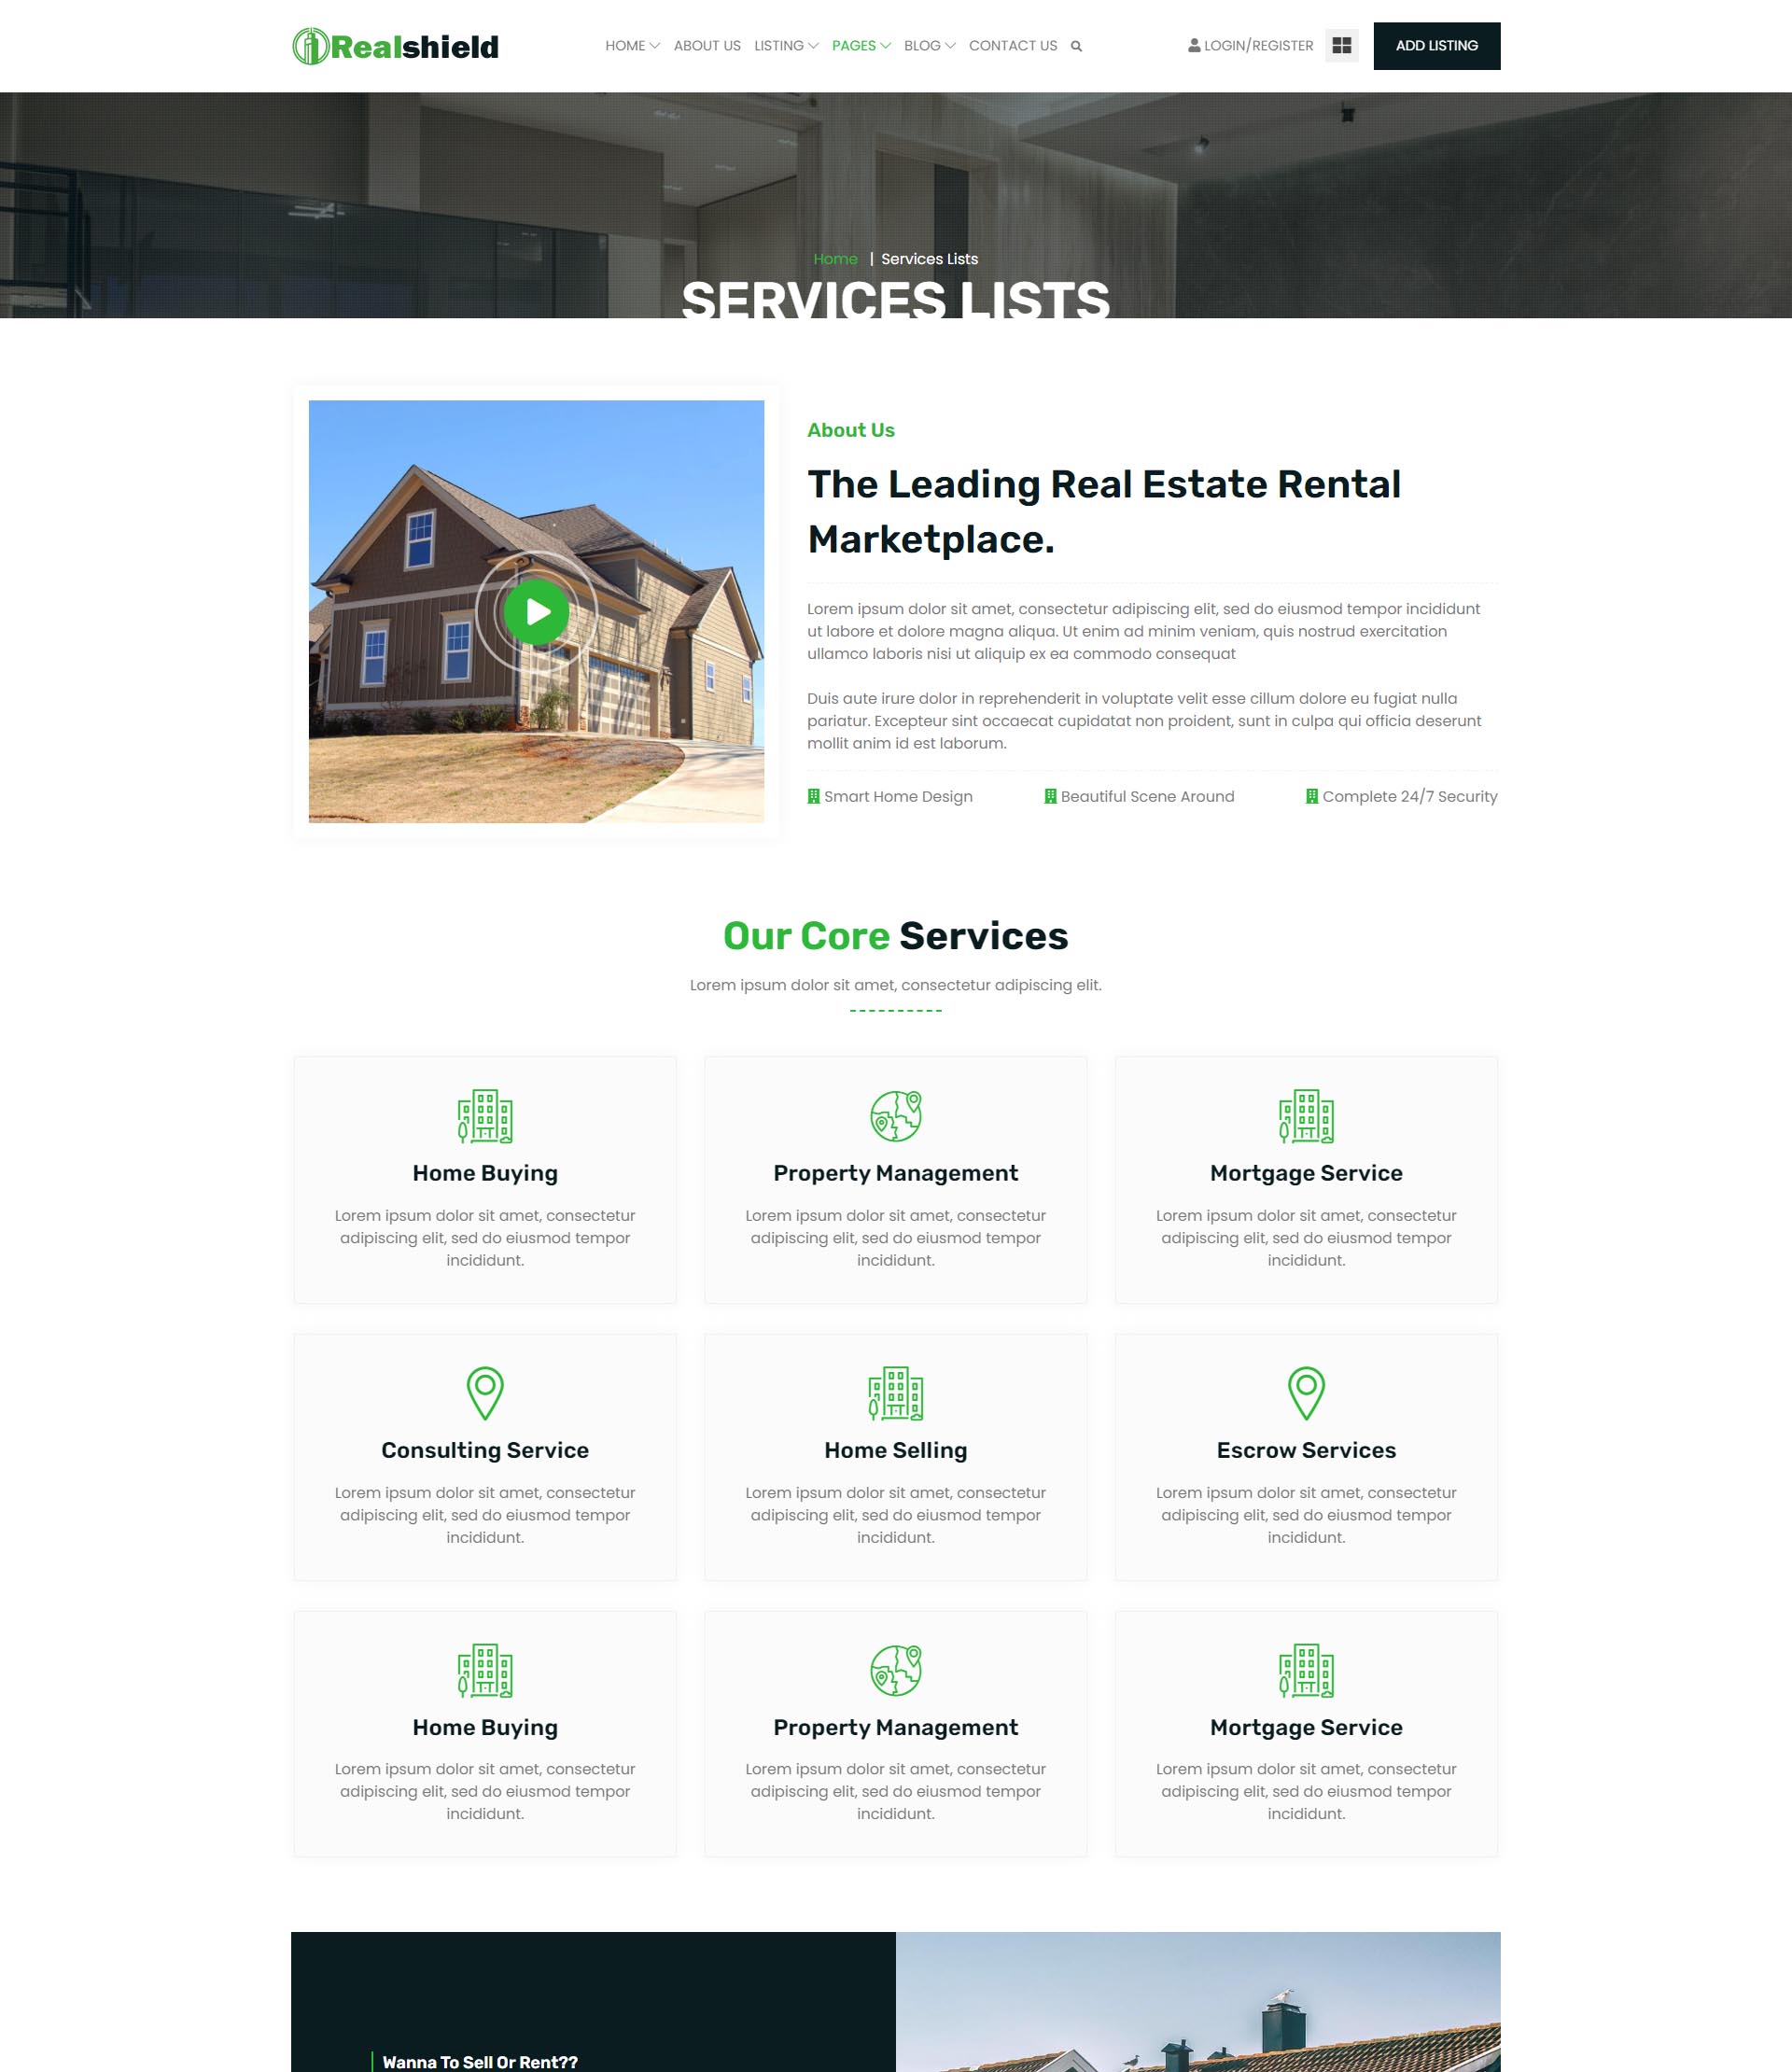 Realshield
HOME ABOUT US LISTING PAGES BLOG CONTACT US
LOGIN/REGISTER
ADD LISTING
Home | Services Lists
SERVICES LISTS
About Us
The Leading Real Estate Rental
Marketplace.
Lorem ipsum dolor sit amet, consectetur adipiscing elit, sed do eiusmod tempor incididunt
ut labore et dolore magna aliqua. Ut enim ad minim veniam, quis nostrud exercitation
ullamco laboris nisi ut aliquip ex ea commodo consequat
Duis aute irure dolor in reprehenderit in voluptate velit esse cillum dolore eu fugiat nulla
pariatur. Excepteur sint occaecat cupidatat non proident, sunt in culpa qui officia deserunt
mollit anim id est laborum.
Smart Home Design
Beautiful Scene Around
Complete 24/7 Security
Our Core Services
Lorem ipsum dolor sit amet, consectetur adipiscing elit.
Home Buying
Lorem ipsum dolor sit amet, consectetur
adipiscing elit, sed do eiusmod tempor
incididunt.
Property Management
Lorem ipsum dolor sit amet, consectetur
adipiscing elit, sed do eiusmod tempor
incididunt.
Mortgage Service
Lorem ipsum dolor sit amet, consectetur
adipiscing elit, sed do eiusmod tempor
incididunt.
Consulting Service
Lorem ipsum dolor sit amet, consectetur
adipiscing elit, sed do eiusmod tempor
incididunt.
Home Selling
Lorem ipsum dolor sit amet, consectetur
adipiscing elit, sed do eiusmod tempor
incididunt.
Escrow Services
Lorem ipsum dolor sit amet, consectetur
adipiscing elit, sed do eiusmod tempor
incididunt.
Home Buying
Lorem ipsum dolor sit amet, consectetur
adipiscing elit, sed do eiusmod tempor
incididunt.
Property Management
Lorem ipsum dolor sit amet, consectetur
adipiscing elit, sed do eiusmod tempor
incididunt.
Mortgage Service
Lorem ipsum dolor sit amet, consectetur
adipiscing elit, sed do eiusmod tempor
incididunt.
Wanna To Sell Or Rent??